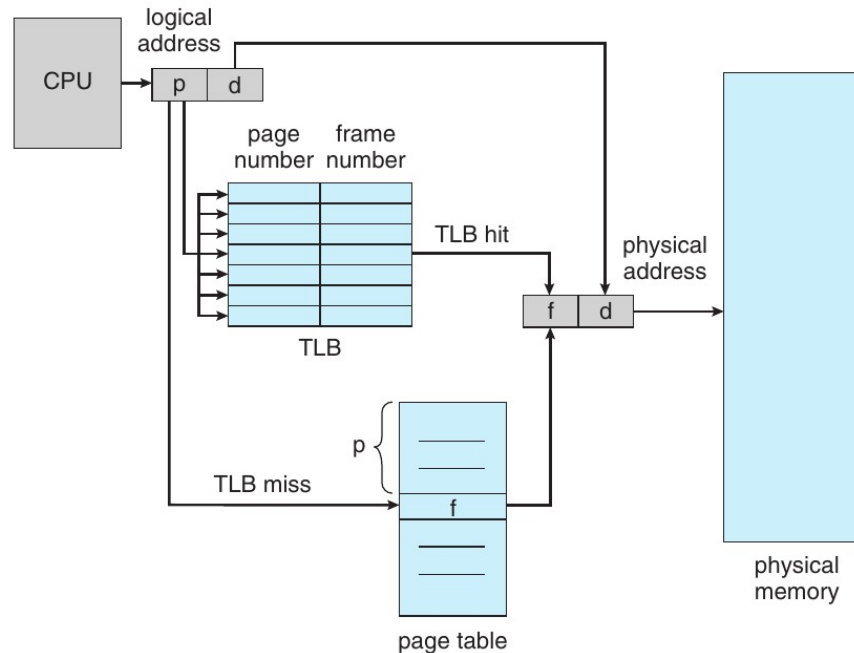 logical
address
CPU
p
d
page
number
frame
number
TLB hit
physical
address
f
d
TLB
p
TLB miss
f
page table
physical
memory